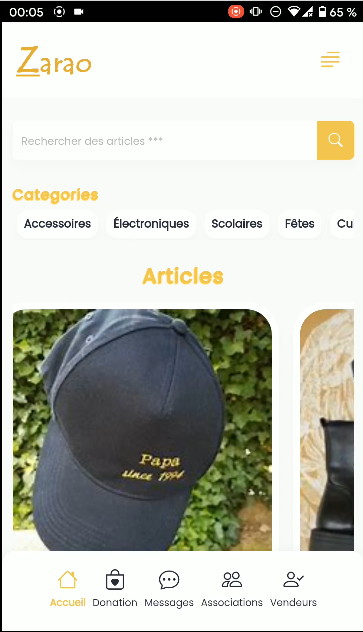 00:05
65 %
Zarao
Rechercher des articles ***
Categories
Accessoires Électroniques Scolaires Fêtes Cu
Articles
Papa
since 1994
Accueil Donation Messages Associations Vendeurs